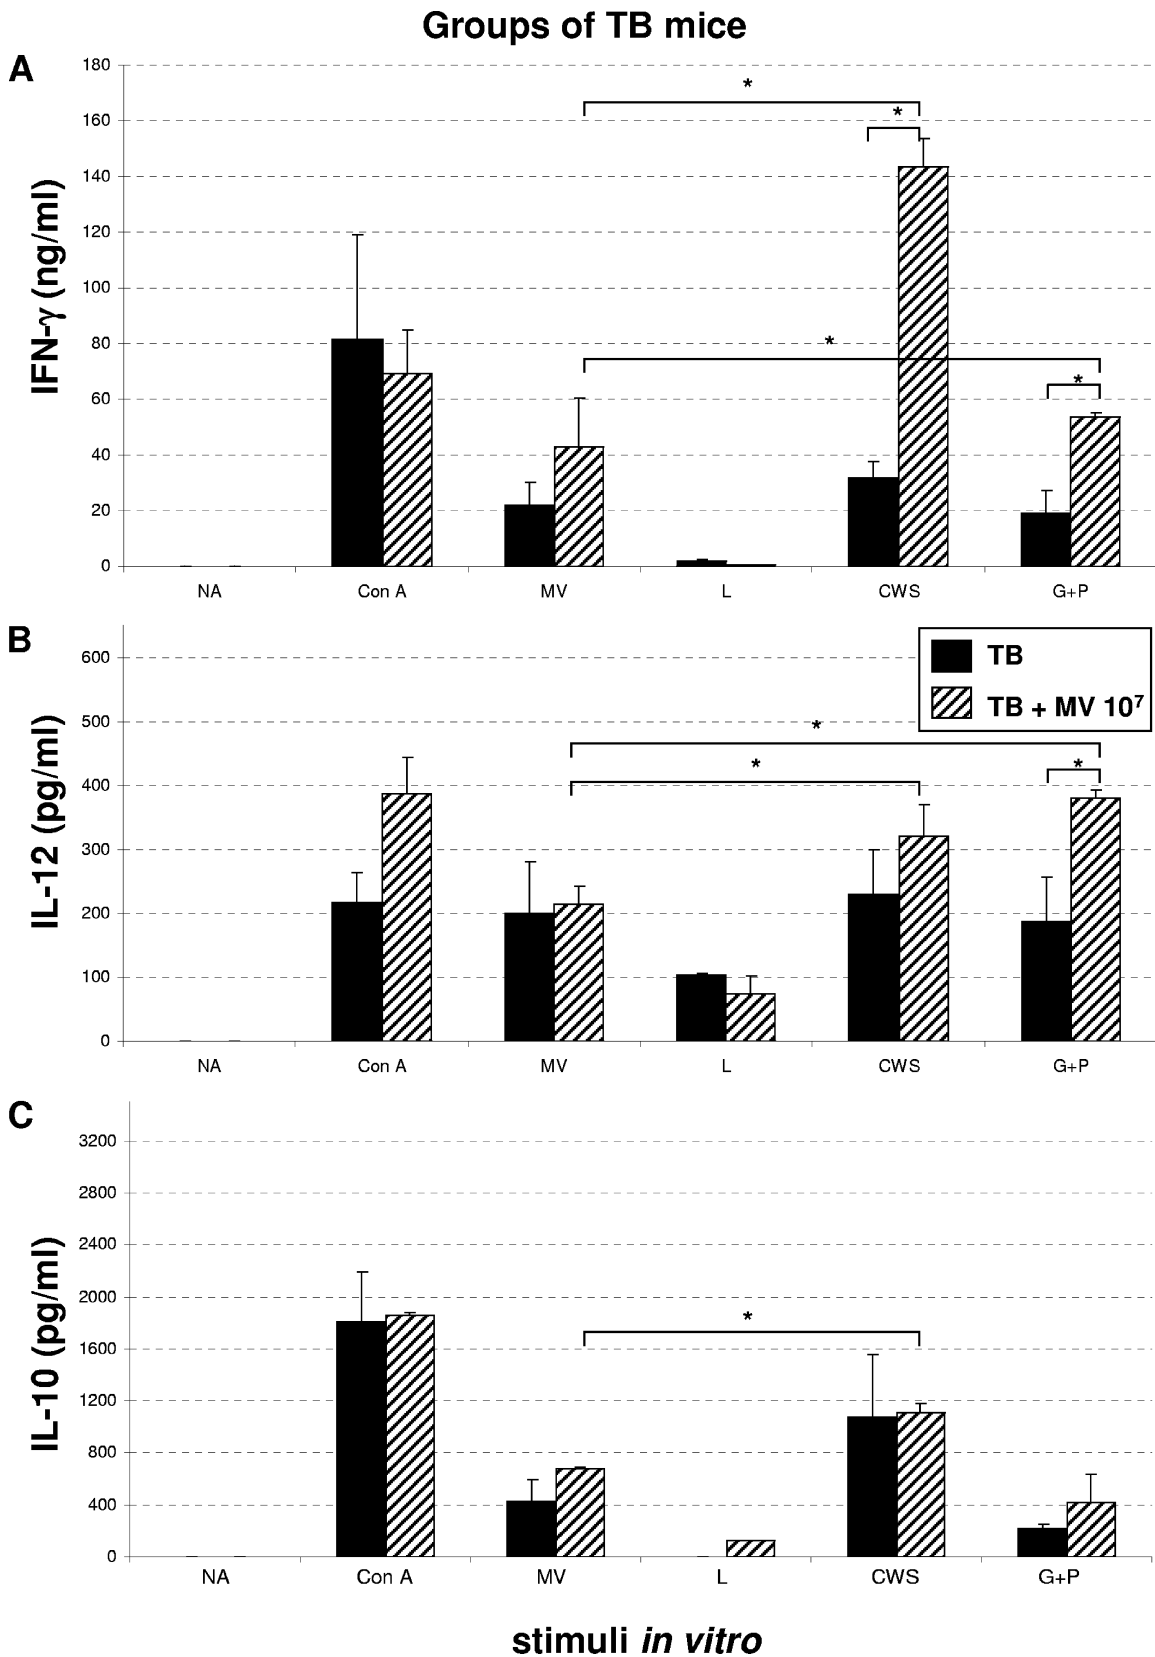 Groups of TB mice
A
IFN-γ (ng/ml)
180
160
140
120
100
80
60
40
20
0
*
*
*
*
NA Con A MV L CWS G+P
B
IL-12 (pg/ml)
600
500
400
300
200
100
0
TB
TB + MV 10⁷
*
*
*
NA Con A MV L CWS G+P
C
IL-10 (pg/ml)
3200
2800
2400
2000
1600
1200
800
400
0
*
NA Con A MV L CWS G+P
stimuli in vitro